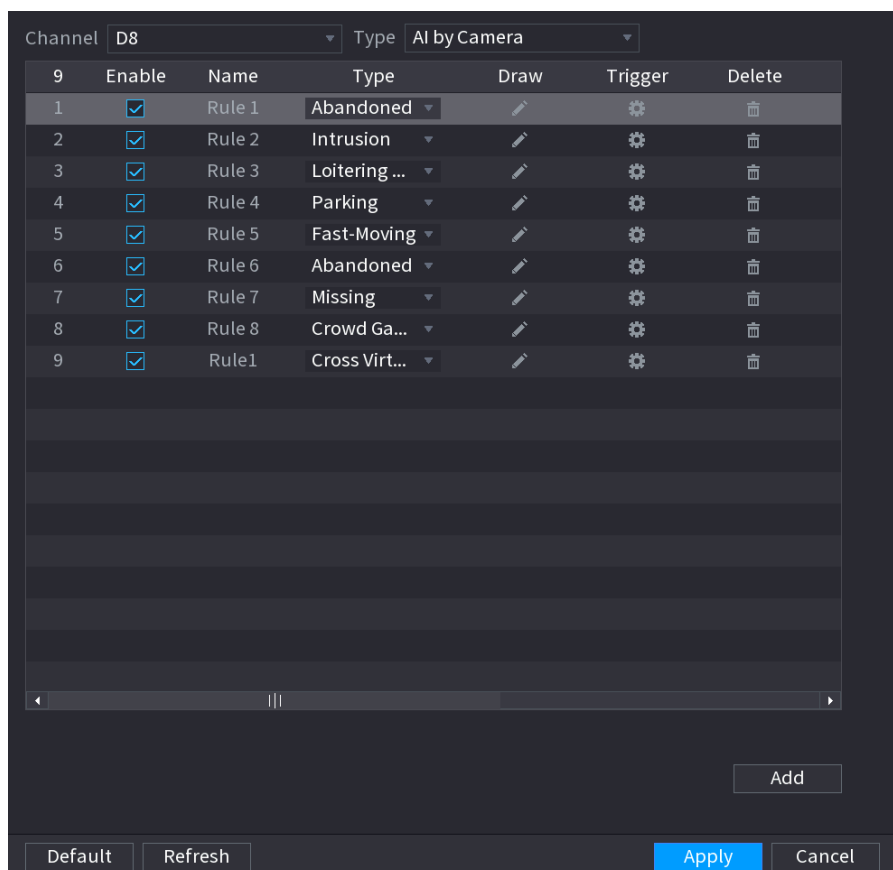 Channel D8 Type AI by Camera
9 Enable Name Type Draw Trigger Delete
1 Rule 1 Abandoned
2 Rule 2 Intrusion
3 Rule 3 Loitering ...
4 Rule 4 Parking
5 Rule 5 Fast-Moving
6 Rule 6 Abandoned
7 Rule 7 Missing
8 Rule 8 Crowd Ga...
9 Rule1 Cross Virt...
Add
Default Refresh Apply Cancel